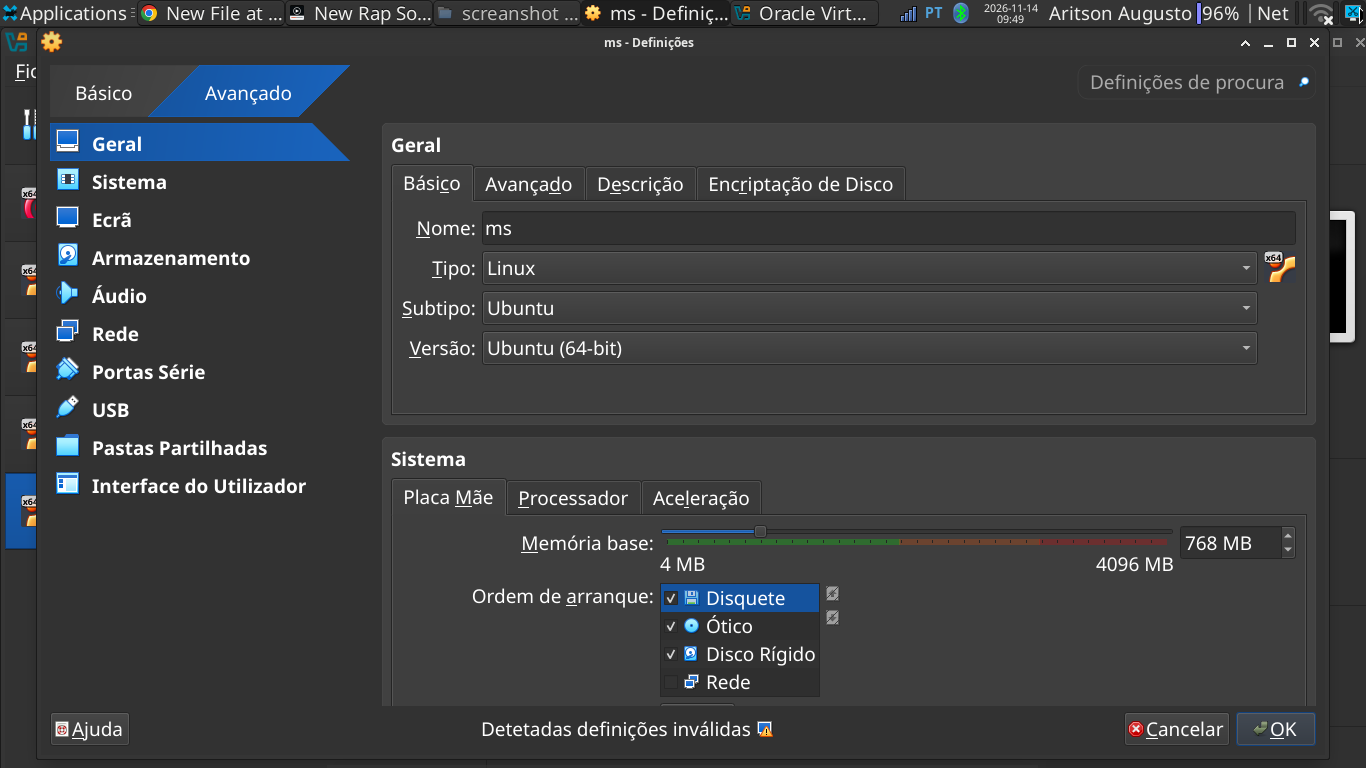 Applications New File at ... New Rap So... screanshot ... ms - Definiç... Oracle Virt... PT 2026-11-14 09:49 Aritson Augusto 96% | Net
ms - Definições
Fic
Básico Avançado Definições de procura
Geral
Sistema
Ecrã
Armazenamento
Áudio
Rede
Portas Série
USB
Pastas Partilhadas
Interface do Utilizador
Geral
Básico Avançado Descrição Encriptação de Disco
Nome: ms
Tipo: Linux x64
Subtipo: Ubuntu
Versão: Ubuntu (64-bit)
Sistema
Placa Mãe Processador Aceleração
Memória base: 768 MB
4 MB 4096 MB
Ordem de arranque: Disquete
Ótico
Disco Rígido
Rede
Ajuda Detetadas definições inválidas Cancelar OK